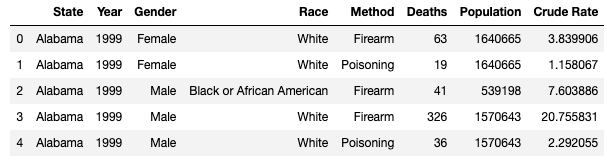 State Year Gender Race Method Deaths Population Crude Rate
0 Alabama 1999 Female White Firearm 63 1640665 3.839906
1 Alabama 1999 Female White Poisoning 19 1640665 1.158067
2 Alabama 1999 Male Black or African American Firearm 41 539198 7.603886
3 Alabama 1999 Male White Firearm 326 1570643 20.755831
4 Alabama 1999 Male White Poisoning 36 1570643 2.292055